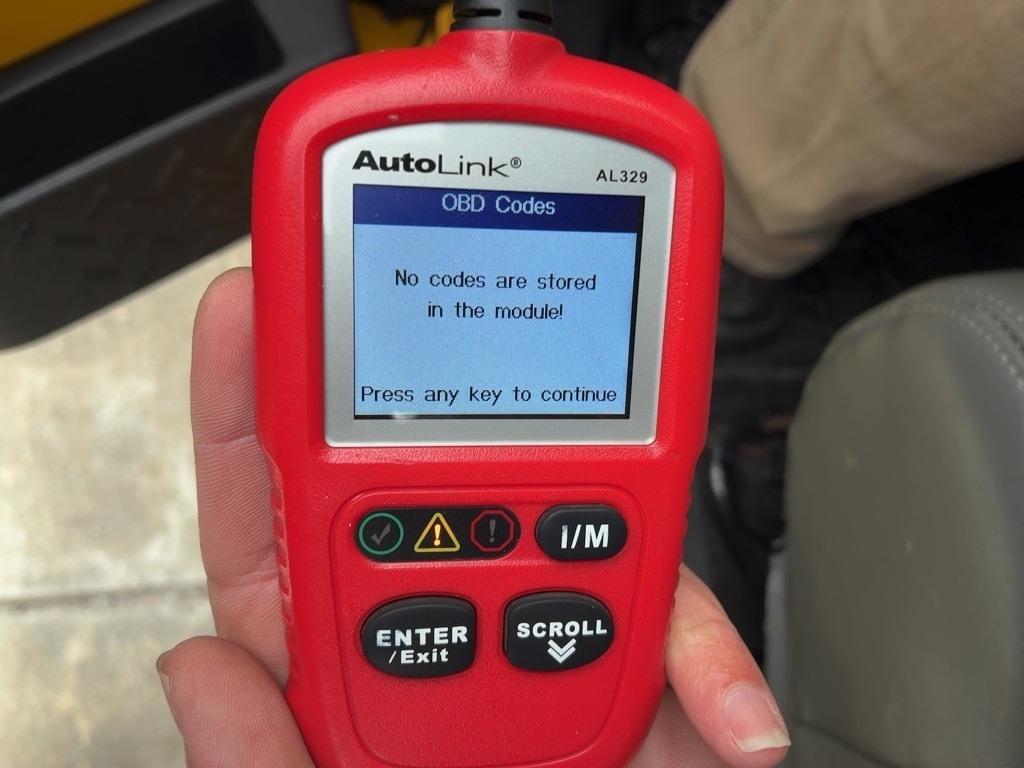 AutoLink®
AL329
OBD Codes
No codes are stored
in the module!
Press any key to continue
I/M
ENTER
/Exit
SCROLL